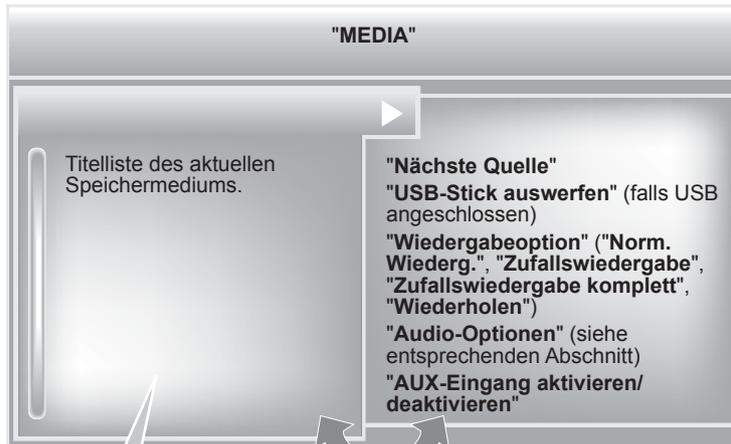 "MEDIA"
Titelliste des aktuellen
Speichermediums.
"Nächste Quelle"
"USB-Stick auswerfen" (falls USB
angeschlossen)
"Wiedergabeoption" ("Norm.
Wiederg.", "Zufallswiedergabe",
"Zufallswiedergabe komplett",
"Wiederholen")
"Audio-Optionen" (siehe
entsprechenden Abschnitt)
"AUX-Eingang aktivieren/
deaktivieren"